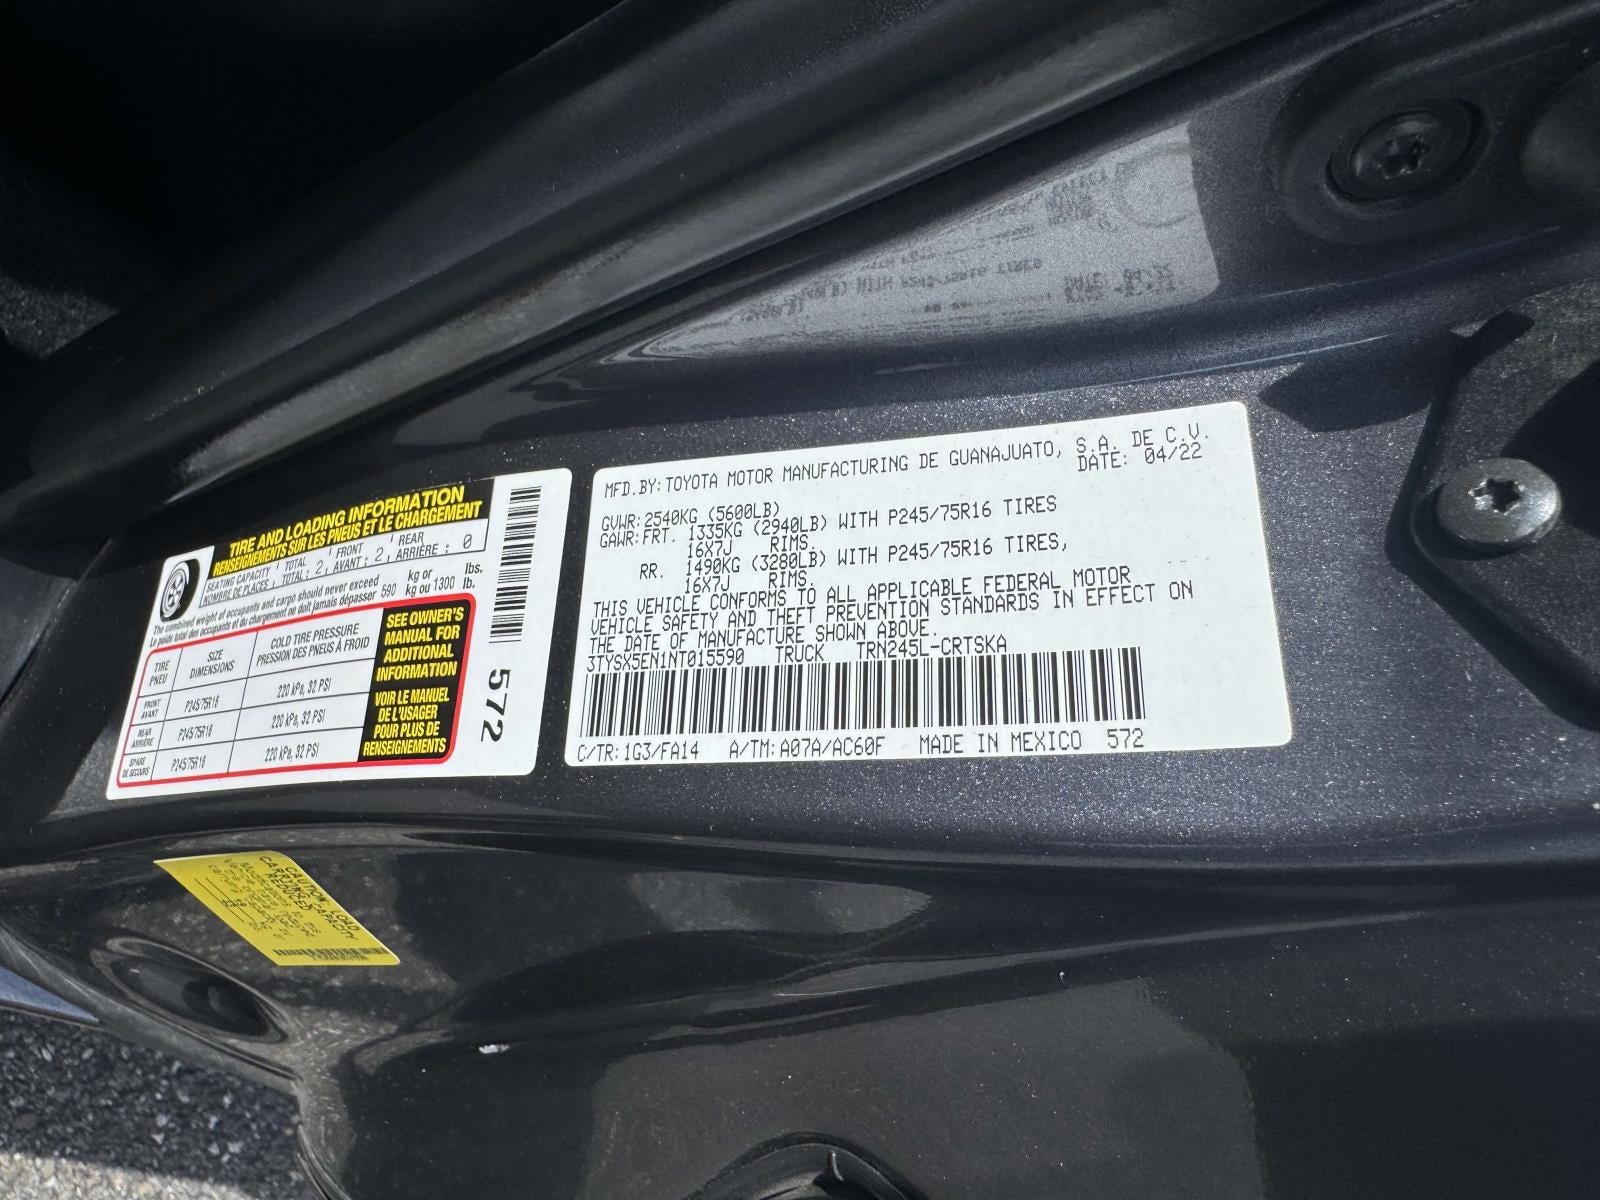 TIRE AND LOADING INFORMATION
RENSEIGNEMENTS SUR LES PNEUS ET LE CHARGEMENT
SEATING CAPACITY TOTAL : 2, FRONT : 2, REAR : 0
NOMBRE DE PLACES TOTAL : 2, AVANT : 2, ARRIÈRE : 0
The combined weight of occupants and cargo should never exceed 590 kg or 1300 lbs.
Le poids total des occupants et du chargement ne doit jamais dépasser 590 kg ou 1300 lb.
TIRE PNEU
SIZE DIMENSIONS
COLD TIRE PRESSURE
PRESSION DES PNEUS À FROID
FRONT AVANT P245/75R16 220 kPa, 32 PSI
REAR ARRIÈRE P245/75R16 220 kPa, 32 PSI
SPARE DE SECOURS P245/75R16 220 kPa, 32 PSI
SEE OWNER'S
MANUAL FOR
ADDITIONAL
INFORMATION
VOIR LE MANUEL
DE L'USAGER
POUR PLUS DE
RENSEIGNEMENTS
572
MFD.BY:TOYOTA MOTOR MANUFACTURING DE GUANAJUATO, S.A. DE C.V.
DATE: 04/22
GVWR:2540KG (5600LB)
GAWR:FRT. 1335KG (2940LB) WITH P245/75R16 TIRES
16X7J RIMS.
RR. 1490KG (3280LB) WITH P245/75R16 TIRES,
16X7J RIMS.
THIS VEHICLE CONFORMS TO ALL APPLICABLE FEDERAL MOTOR
VEHICLE SAFETY AND THEFT PREVENTION STANDARDS IN EFFECT ON
THE DATE OF MANUFACTURE SHOWN ABOVE.
3TYSX5EN1NT015590 TRUCK TRN245L-CRTSKA
C/TR: 1G3/FA14 A/TM: A07A/AC60F MADE IN MEXICO 572
CAUTION: LOAD
CARRYING CAPACITY
REDUCED